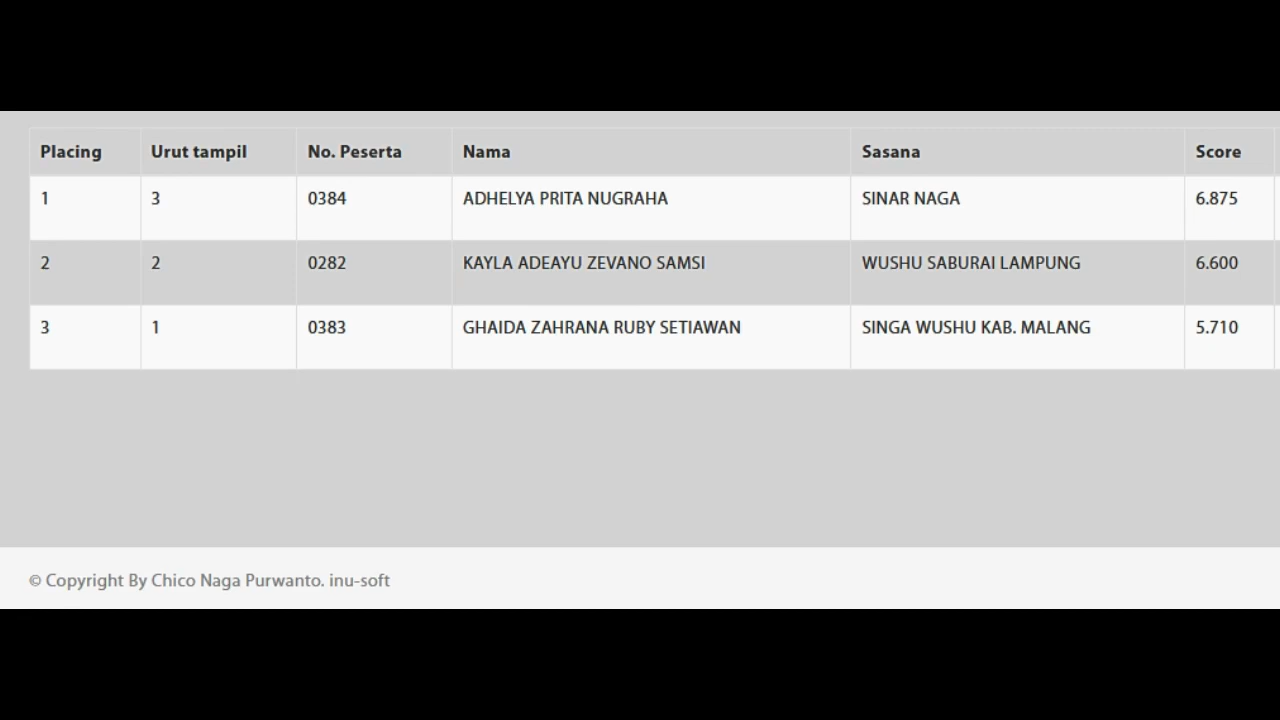 Placing Urut tampil No. Peserta Nama Sasana Score
1 3 0384 ADHELYA PRITA NUGRAHA SINAR NAGA 6.875
2 2 0282 KAYLA ADEAYU ZEVANO SAMSI WUSHU SABURAI LAMPUNG 6.600
3 1 0383 GHAIDA ZAHRANA RUBY SETIAWAN SINGA WUSHU KAB. MALANG 5.710
© Copyright By Chico Naga Purwanto. inu-soft